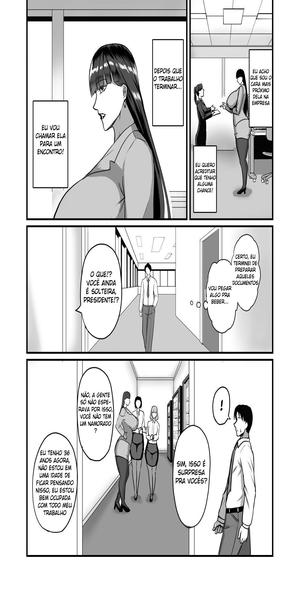 EU ACHO
QUE SOU O
CARA MAIS
PRÓXIMO
DELA NA
EMPRESA
EU QUERO
ACREDITAR
QUE TENHO
ALGUMA
CHANCE!
DEPOIS QUE
O TRABALHO
TERMINAR...
EU VOU
CHAMAR ELA
PARA UM
ENCONTRO!
CERTO, EU
TERMINEI DE
PREPARAR
AQUELES
DOCUMENTOS
VOU PEGAR
ALGO PRA
BEBER...
O QUE!?
VOCÊ AINDA
É SOLTEIRA,
PRESIDENTE!?
!
SIM, ISSO É
SURPRESA
PRA VOCÊS?
NÃO, A GENTE
SÓ NÃO ESPE-
RAVA POR ISSO,
VOCÊ NÃO TEM
UM NAMORADO
?
EU TENHO 36
ANOS AGORA,
NÃO ESTOU EM
UMA IDADE DE
FICAR PENSANDO
NISSO, EU ESTOU
BEM OCUPADA
COM TODO MEU
TRABALHO